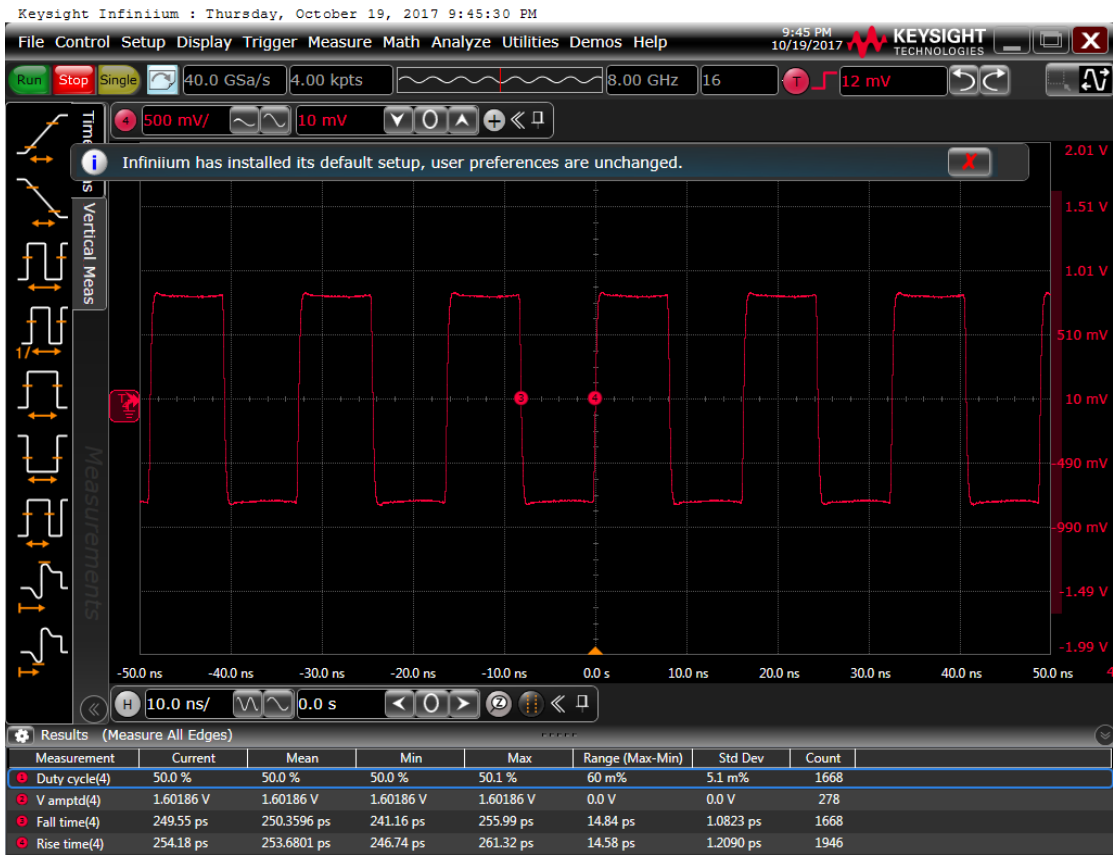 Keysight Infiniium : Thursday, October 19, 2017 9:45:30 PM
File Control Setup Display Trigger Measure Math Analyze Utilities Demos Help
9:45 PM
10/19/2017
KEYSIGHT
TECHNOLOGIES
Run Stop Single 40.0 GSa/s 4.00 kpts 8.00 GHz 16 T 12 mV
4 500 mV/ 10 mV
Infiniium has installed its default setup, user preferences are unchanged.
Vertical Meas
Measurements
1/
2.01 V
1.51 V
1.01 V
510 mV
10 mV
-490 mV
-990 mV
-1.49 V
-1.99 V
T
3 4
-50.0 ns -40.0 ns -30.0 ns -20.0 ns -10.0 ns 0.0 s 10.0 ns 20.0 ns 30.0 ns 40.0 ns 50.0 ns
H 10.0 ns/ 0.0 s Z
Results (Measure All Edges)
Measurement Current Mean Min Max Range (Max-Min) Std Dev Count
1 Duty cycle(4) 50.0 % 50.0 % 50.0 % 50.1 % 60 m% 5.1 m% 1668
2 V amptd(4) 1.60186 V 1.60186 V 1.60186 V 1.60186 V 0.0 V 0.0 V 278
3 Fall time(4) 249.55 ps 250.3596 ps 241.16 ps 255.99 ps 14.84 ps 1.0823 ps 1668
4 Rise time(4) 254.18 ps 253.6801 ps 246.74 ps 261.32 ps 14.58 ps 1.2090 ps 1946